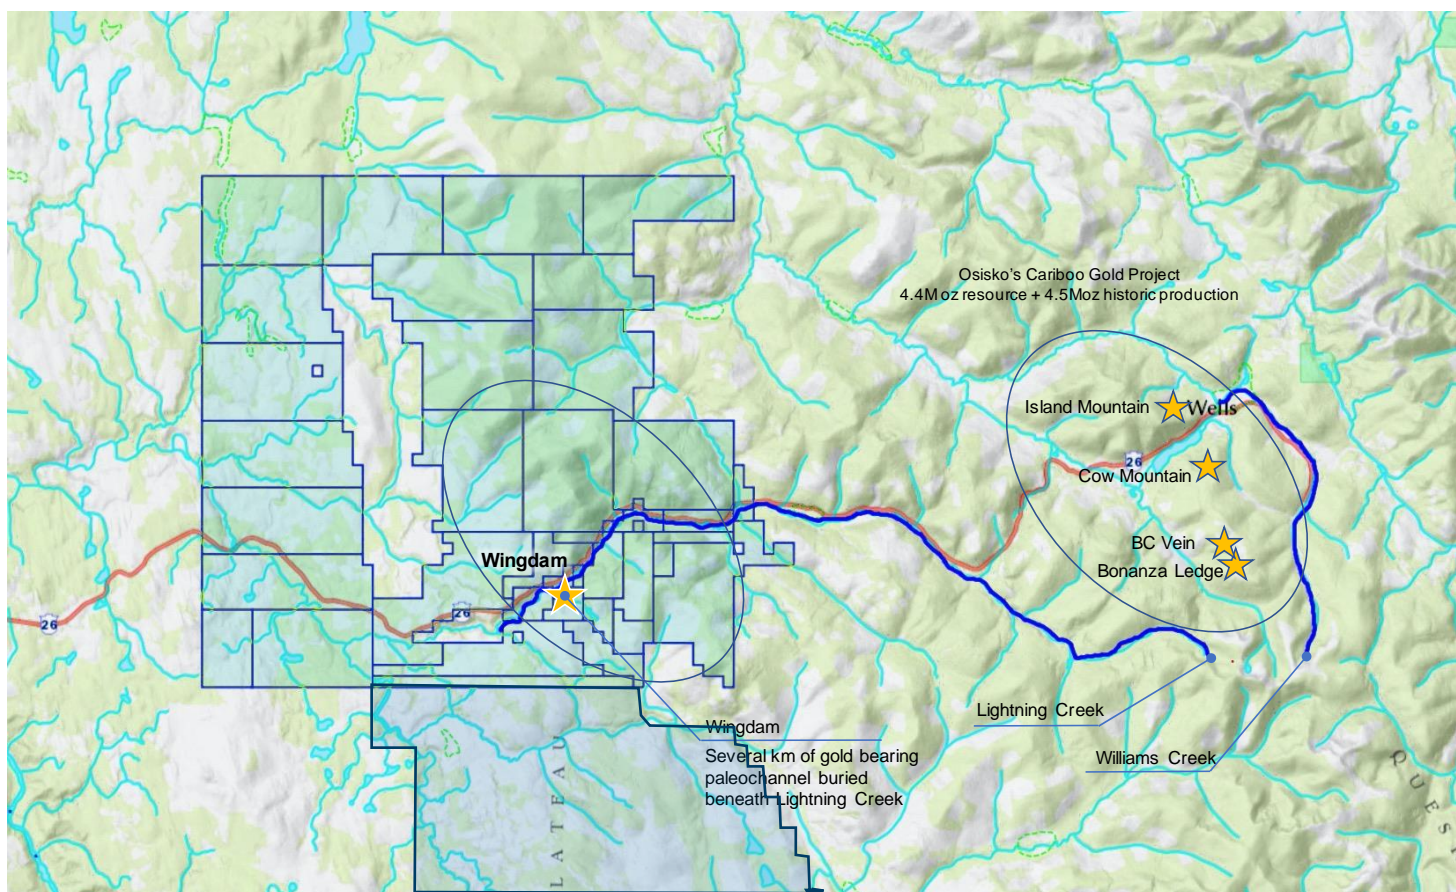 Osisko's Cariboo Gold Project
4.4M oz resource + 4.5Moz historic production
Island Mountain
Wells
26
Cow Mountain
BC Vein
Bonanza Ledge
Wingdam
26
26
Lightning Creek
Williams Creek
Wingdam
Several km of gold bearing
paleochannel buried
beneath Lightning Creek
LATEAU
QUES